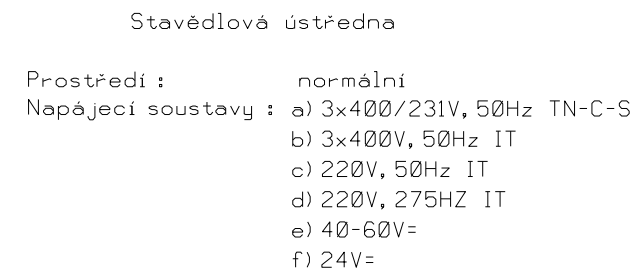 Stavědlová ústředna
Prostředí : normální
Napájecí soustavy : a) 3x400/231V, 50Hz TN-C-S
b) 3x400V, 50Hz IT
c) 220V, 50Hz IT
d) 220V, 275HZ IT
e) 40-60V=
f) 24V=